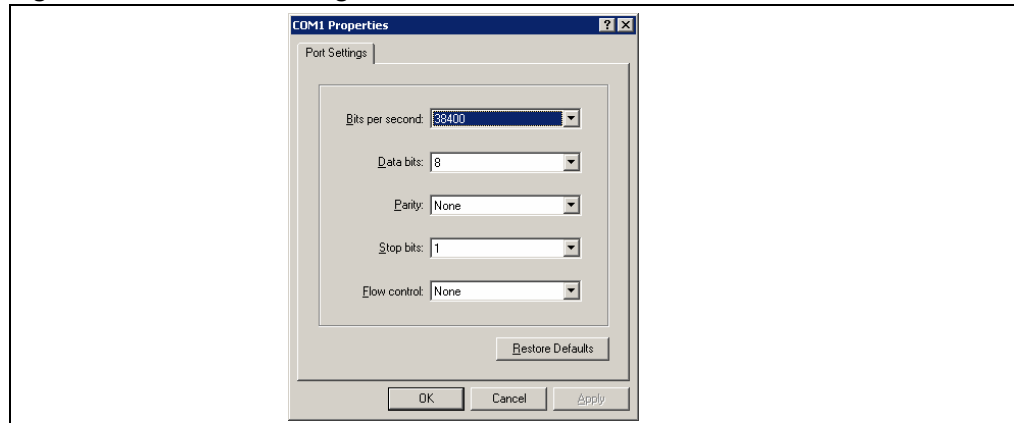 COM1 Properties
Port Settings
Bits per second: 38400
Data bits: 8
Parity: None
Stop bits: 1
Flow control: None
Restore Defaults
OK Cancel Apply